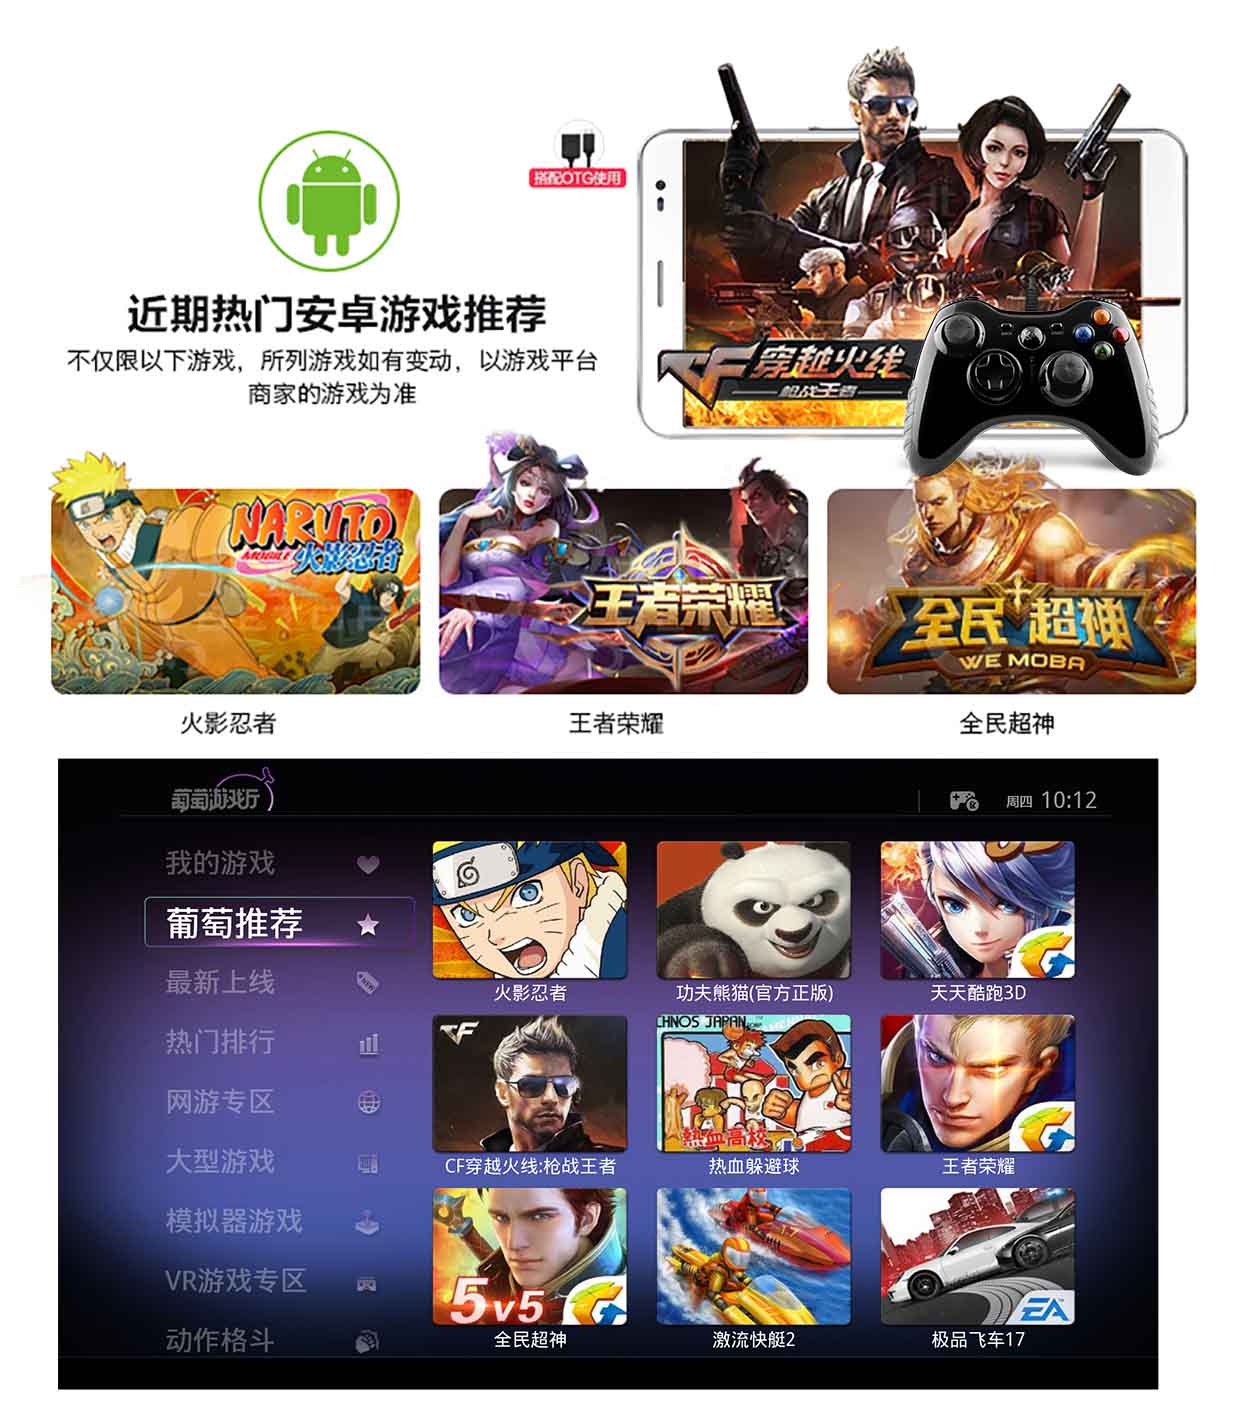 搭配OTG使用
近期热门安卓游戏推荐
不仅限以下游戏，所列游戏如有变动，以游戏平台
商家的游戏为准
CF 穿越火线
枪战王者
NARUTO
MOBILE 火影忍者
王者荣耀
全民超神
WE MOBA
火影忍者
王者荣耀
全民超神
葡萄游戏厅
周四 10:12
我的游戏
葡萄推荐
最新上线
热门排行
网游专区
大型游戏
模拟器游戏
VR游戏专区
动作格斗
火影忍者
功夫熊猫(官方正版)
天天酷跑3D
CF
CHNOS JAPAN
熱血高校
CF穿越火线:枪战王者
热血躲避球
王者荣耀
5v5
EA
全民超神
激流快艇2
极品飞车17